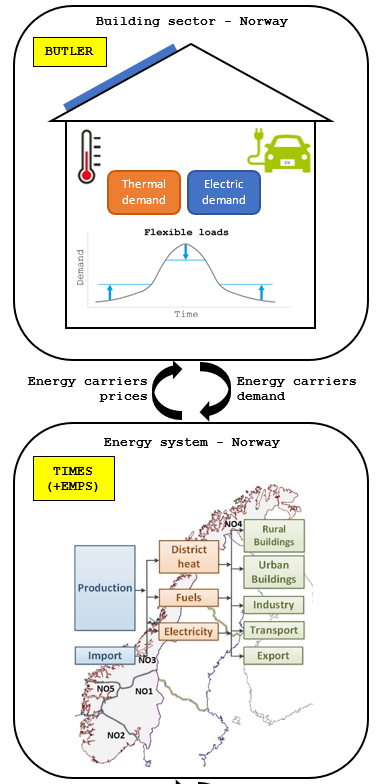 Building sector - Norway
BUTLER
EV
Thermal
demand
Electric
demand
Flexible loads
Demand
Time
Energy carriers
prices
Energy carriers
demand
Energy system - Norway
TIMES
(+EMPS)
NO4
Rural
Buildings
District
heat
Urban
Buildings
Production
Fuels
Industry
Electricity
Transport
Import
NO3
Export
NO5
NO1
NO2